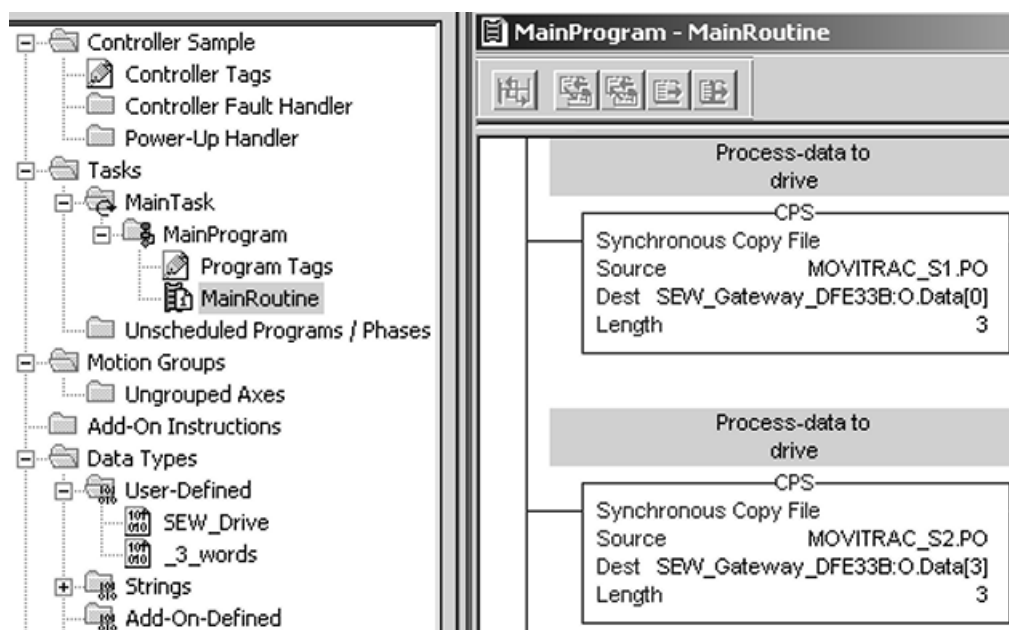 Controller Sample
Controller Tags
Controller Fault Handler
Power-Up Handler
Tasks
MainTask
MainProgram
Program Tags
MainRoutine
Unscheduled Programs / Phases
Motion Groups
Ungrouped Axes
Add-On Instructions
Data Types
User-Defined
SEW_Drive
_3_words
Strings
Add-On-Defined
MainProgram - MainRoutine
Process-data to
drive
CPS
Synchronous Copy File
Source MOVITRAC_S1.PO
Dest SEW_Gateway_DFE33B:O.Data[0]
Length 3
Process-data to
drive
CPS
Synchronous Copy File
Source MOVITRAC_S2.PO
Dest SEW_Gateway_DFE33B:O.Data[3]
Length 3